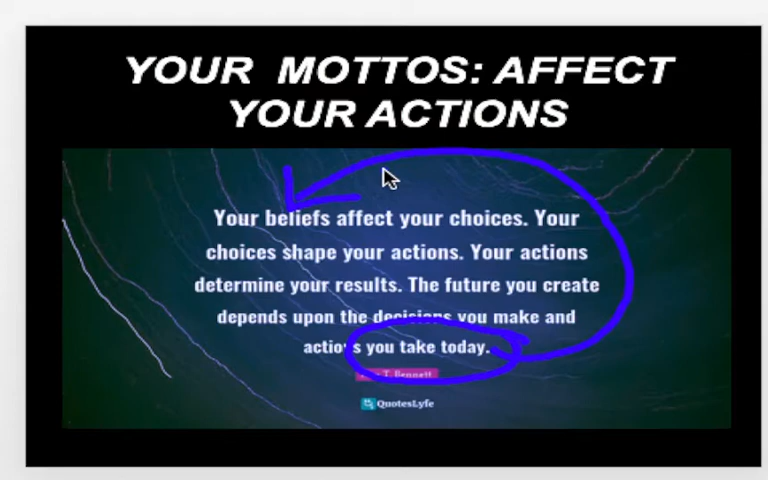 YOUR MOTTOS: AFFECT
YOUR ACTIONS
Your beliefs affect your choices. Your
choices shape your actions. Your actions
determine your results. The future you create
depends upon the decisions you make and
actions you take today.
T. Bennett
QuotesLyfe